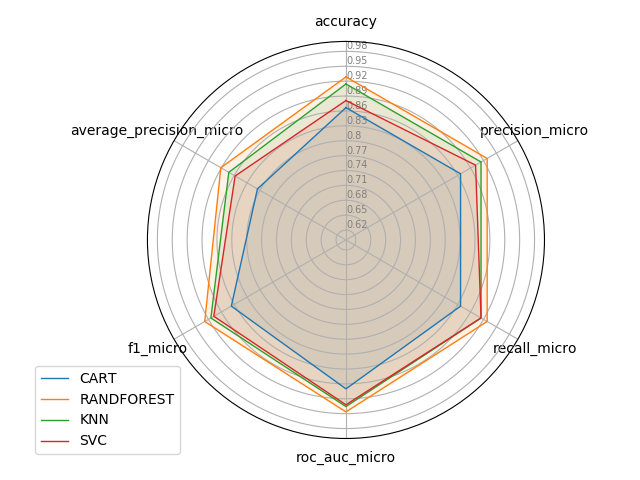 accuracy
0.98
0.95
0.92
0.89
0.86
0.83
0.8
0.77
0.74
0.71
0.68
0.65
0.62
average_precision_micro
precision_micro
f1_micro
recall_micro
roc_auc_micro
CART
RANDFOREST
KNN
SVC